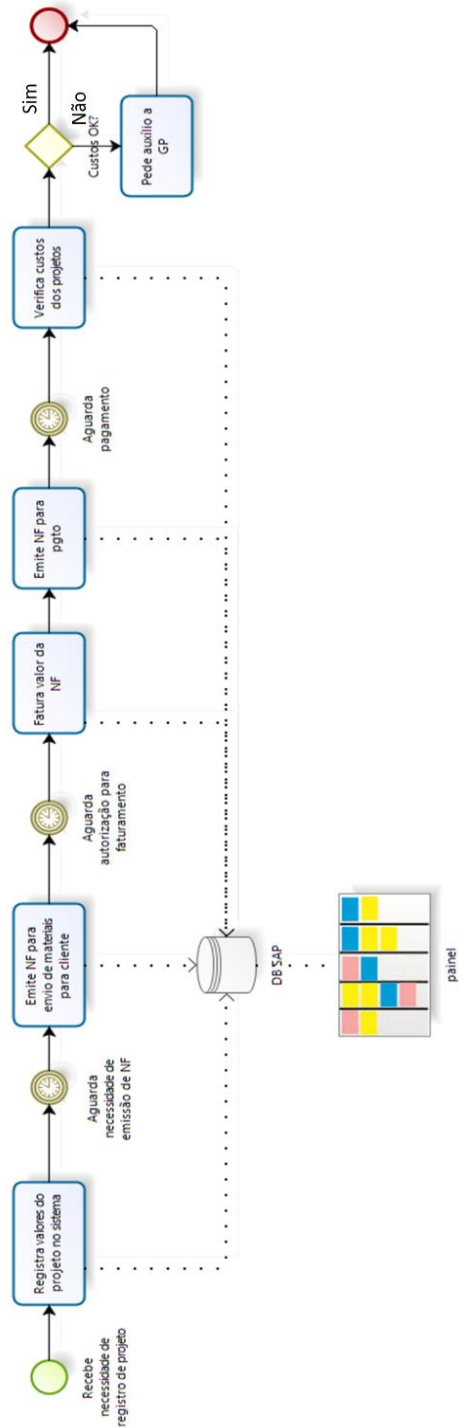 Recebe
necessidade de
registro de projeto
Registra valores do
projeto no sistema
Aguarda
necessidade de
emissão de NF
Emite NF para
envio de materiais
para cliente
Aguarda
autorização para
faturamento
Fatura valor da
NF
Emite NF para
pgto
Aguarda
pagamento
Verifica custos
dos projetos
Custos OK?
Sim
Não
Pede auxílio a
GP
DB SAP
painel